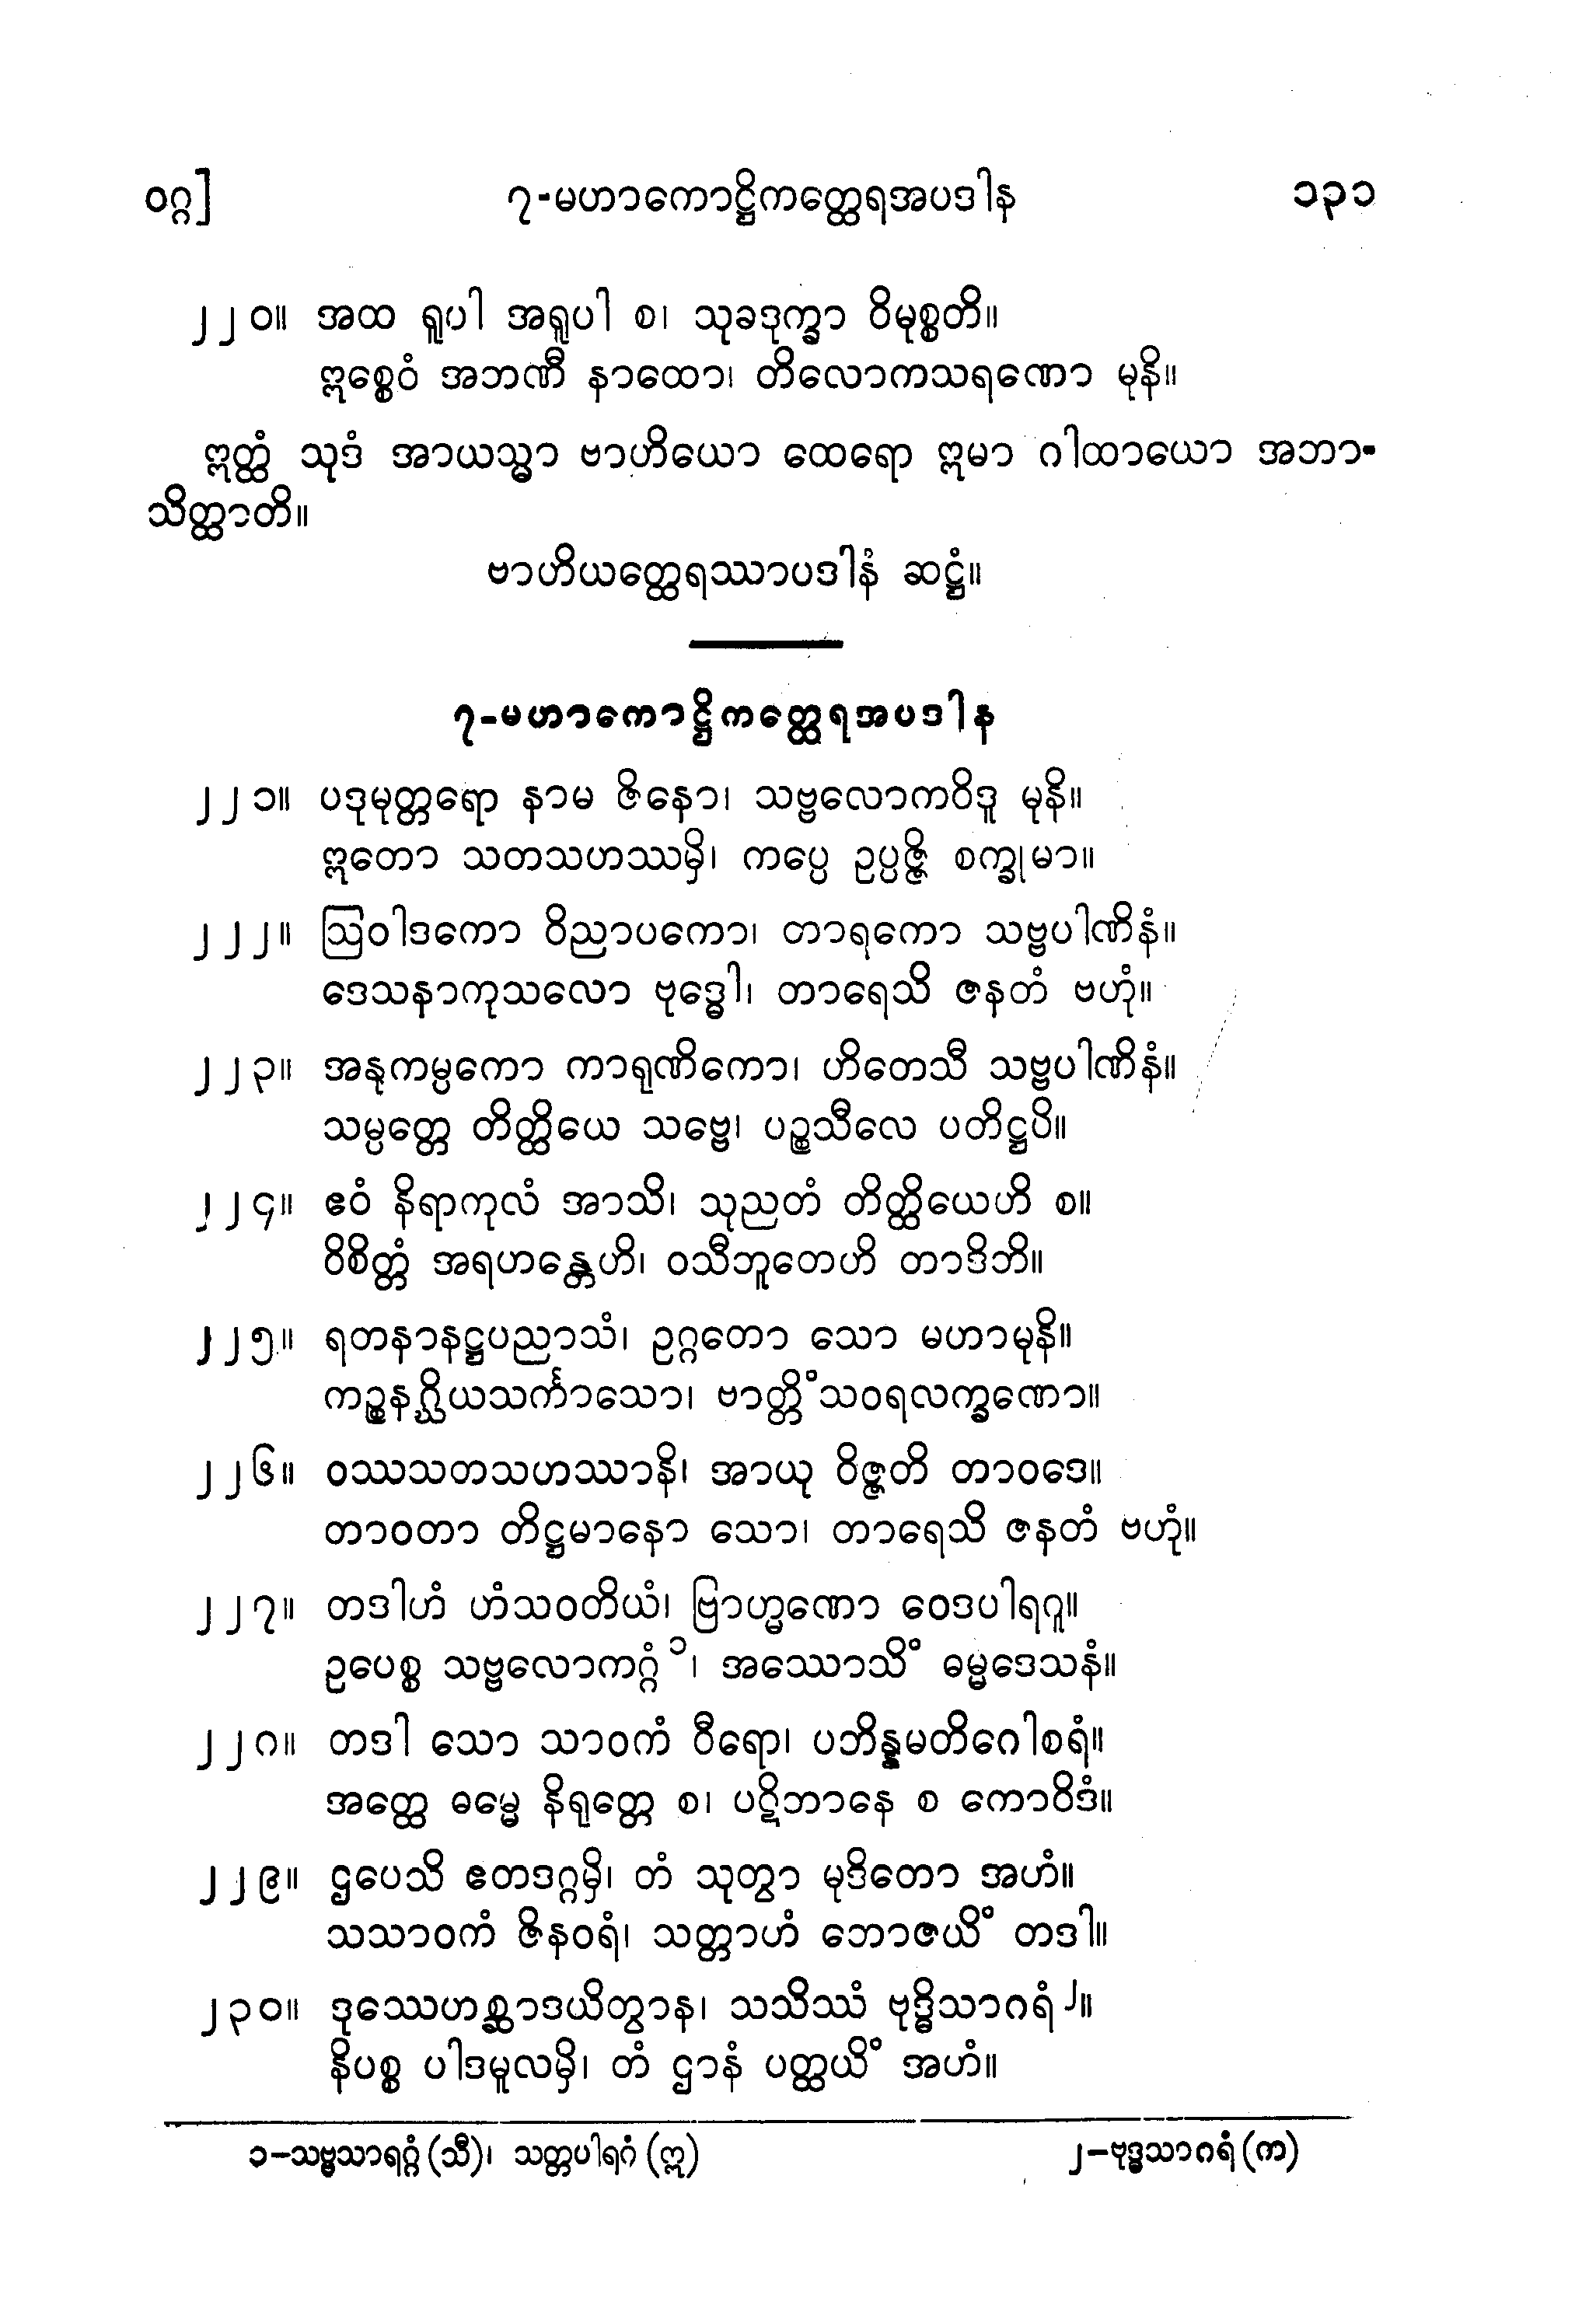 ဝဂ္ဂ]
၇-မဟာကောဋ္ဌိကတ္ထေရအပဒါန
၁၃၁
၂၂၀။ အထ ရူပါ အရူပါ စ၊ သုခဒုက္ခာ ဝိမုစ္စတိ။
ဣစ္စေဝံ အဘဏီ နာထော၊ တိလောကသရဏော မုနိ။
ဣတ္ထံ သုဒံ အာယသ္မာ ဗာဟိယော ထေရော ဣမာ ဂါထာယော အဘာ-
သိတ္ထာတိ။
ဗာဟိယတ္ထေရဿာပဒါနံ ဆဋ္ဌံ။
၇-မဟာကောဋ္ဌိကတ္ထေရအပဒါန
၂၂၁။ ပဒုမုတ္တရော နာမ ဇိနော၊ သဗ္ဗလောကဝိဒူ မုနိ။
ဣတော သတသဟဿမှိ၊ ကပ္ပေ ဥပ္ပဇ္ဇိ စက္ခုမာ။
၂၂၂။ ဩဝါဒကော ဝိညာပကော၊ တာရကော သဗ္ဗပါဏိနံ။
ဒေသနာကုသလော ဗုဒ္ဓေါ၊ တာရေသိ ဇနတံ ဗဟုံ။
၂၂၃။ အနုကမ္ပကော ကာရုဏိကော၊ ဟိတေသီ သဗ္ဗပါဏိနံ။
သမ္ပတ္တေ တိတ္ထိယေ သဗ္ဗေ၊ ပဉ္စသီလေ ပတိဋ္ဌပိ။
၂၂၄။ ဧဝံ နိရာကုလံ အာသိ၊ သုညတံ တိတ္ထိယေဟိ စ။
ဝိစိတ္တံ အရဟန္တေဟိ၊ ဝသီဘူတေဟိ တာဒိဘိ။
၂၂၅။ ရတနာနဋ္ဌပညာသံ၊ ဥဂ္ဂတော သော မဟာမုနိ။
ကဉ္စနဂ္ဃိယသင်္ကာသော၊ ဗာတ္တိံသဝရလက္ခဏော။
၂၂၆။ ဝဿသတသဟဿာနိ၊ အာယု ဝိဇ္ဇတိ တာဝဒေ။
တာဝတာ တိဋ္ဌမာနော သော၊ တာရေသိ ဇနတံ ဗဟုံ။
၂၂၇။ တဒါဟံ ဟံသဝတိယံ၊ ဗြာဟ္မဏော ဝေဒပါရဂူ။
ဥပေစ္စ သဗ္ဗလောကဂ္ဂံ ၁၊ အဿောသိံ ဓမ္မဒေသနံ။
၂၂၈။ တဒါ သော သာဝကံ ဝီရော၊ ပဘိန္နမတိဂေါစရံ။
အတ္ထေ ဓမ္မေ နိရုတ္တေ စ၊ ပဋိဘာနေ စ ကောဝိဒံ။
၂၂၉။ ဌပေသိ ဧတဒဂ္ဂမှိ၊ တံ သုတွာ မုဒိတော အဟံ။
သသာဝကံ ဇိနဝရံ၊ သတ္တာဟံ ဘောဇယိံ တဒါ။
၂၃၀။ ဒုဿေဟစ္ဆာဒယိတွာန၊ သသိဿံ ဗုဒ္ဓိသာဂရံ ၂။
နိပစ္စ ပါဒမူလမှိ၊ တံ ဌာနံ ပတ္ထယိံ အဟံ။
၁-သဗ္ဗသာရဂ္ဂံ (သီ)၊ သတ္တပါရဂံ (ဣ)
၂-ဗုဒ္ဓသာဂရံ (က)